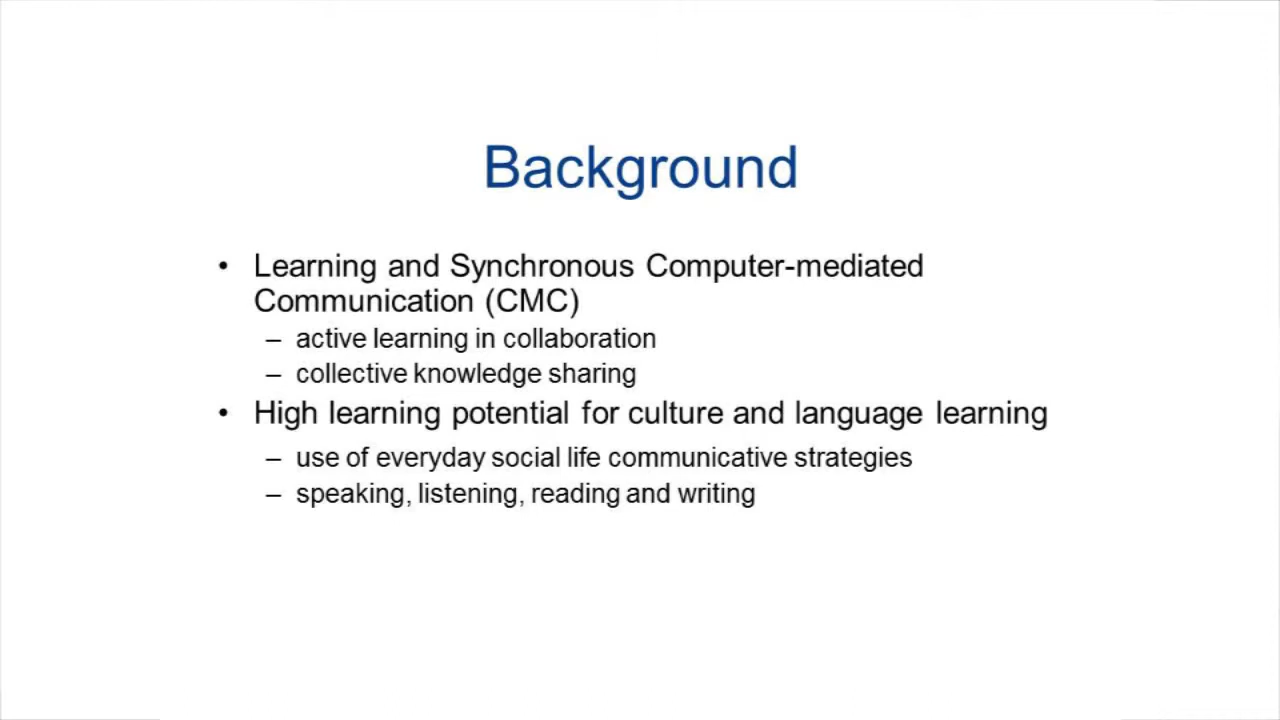 Background
• Learning and Synchronous Computer-mediated
Communication (CMC)
– active learning in collaboration
– collective knowledge sharing
• High learning potential for culture and language learning
– use of everyday social life communicative strategies
– speaking, listening, reading and writing